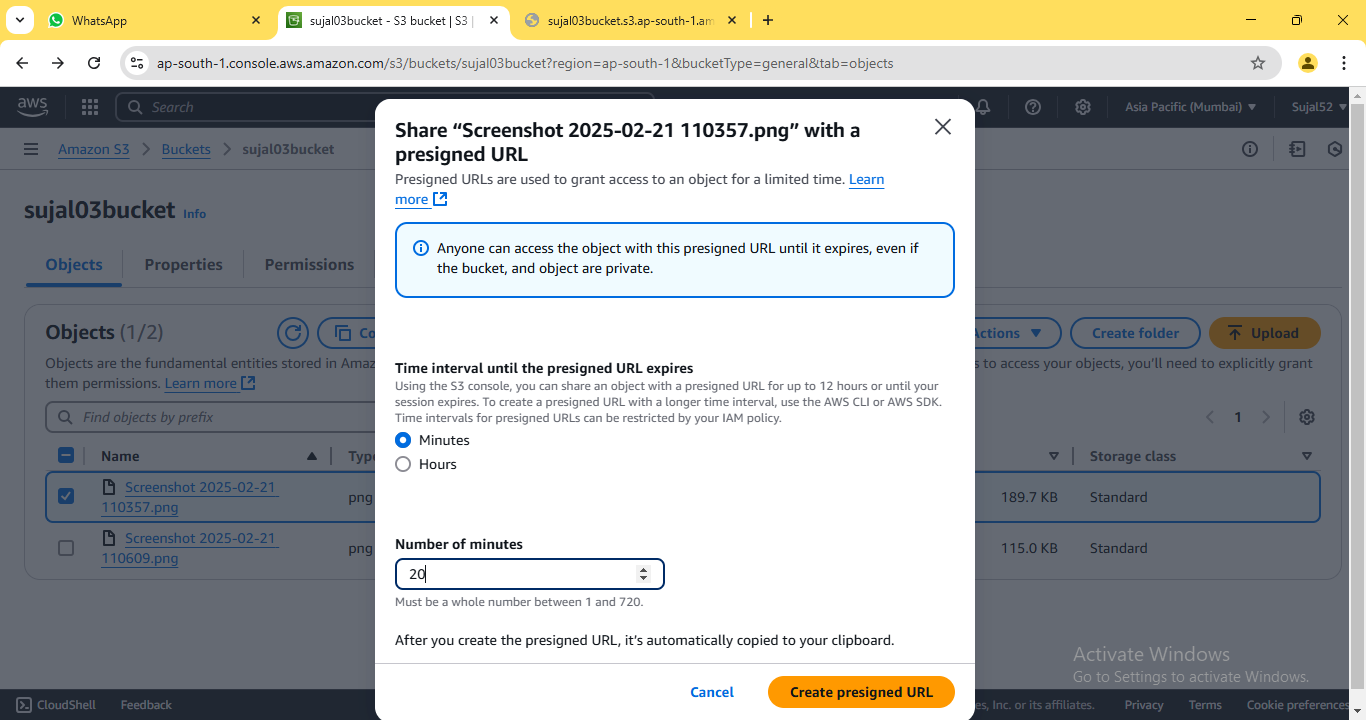 WhatsApp
sujal03bucket - S3 bucket | S3 |
sujal03bucket.s3.ap-south-1.am
ap-south-1.console.aws.amazon.com/s3/buckets/sujal03bucket?region=ap-south-1&bucketType=general&tab=objects
aws
Search
Asia Pacific (Mumbai)
Sujal52
Amazon S3
Buckets
sujal03bucket
sujal03bucket Info
Objects
Properties
Permissions
Objects (1/2)
Co
Actions
Create folder
Upload
Objects are the fundamental entities stored in Amaz
s to access your objects, you'll need to explicitly grant
them permissions. Learn more
Find objects by prefix
1
Name
Type
Storage class
Screenshot 2025-02-21
110357.png
png
189.7 KB
Standard
Screenshot 2025-02-21
110609.png
png
115.0 KB
Standard
Share “Screenshot 2025-02-21 110357.png” with a
presigned URL
Presigned URLs are used to grant access to an object for a limited time. Learn
more
Anyone can access the object with this presigned URL until it expires, even if
the bucket, and object are private.
Time interval until the presigned URL expires
Using the S3 console, you can share an object with a presigned URL for up to 12 hours or until your
session expires. To create a presigned URL with a longer time interval, use the AWS CLI or AWS SDK.
Time intervals for presigned URLs can be restricted by your IAM policy.
Minutes
Hours
Number of minutes
20
Must be a whole number between 1 and 720.
After you create the presigned URL, it's automatically copied to your clipboard.
Cancel
Create presigned URL
Activate Windows
Go to Settings to activate Windows.
CloudShell
Feedback
es, Inc. or its affiliates.
Privacy
Terms
Cookie preferences